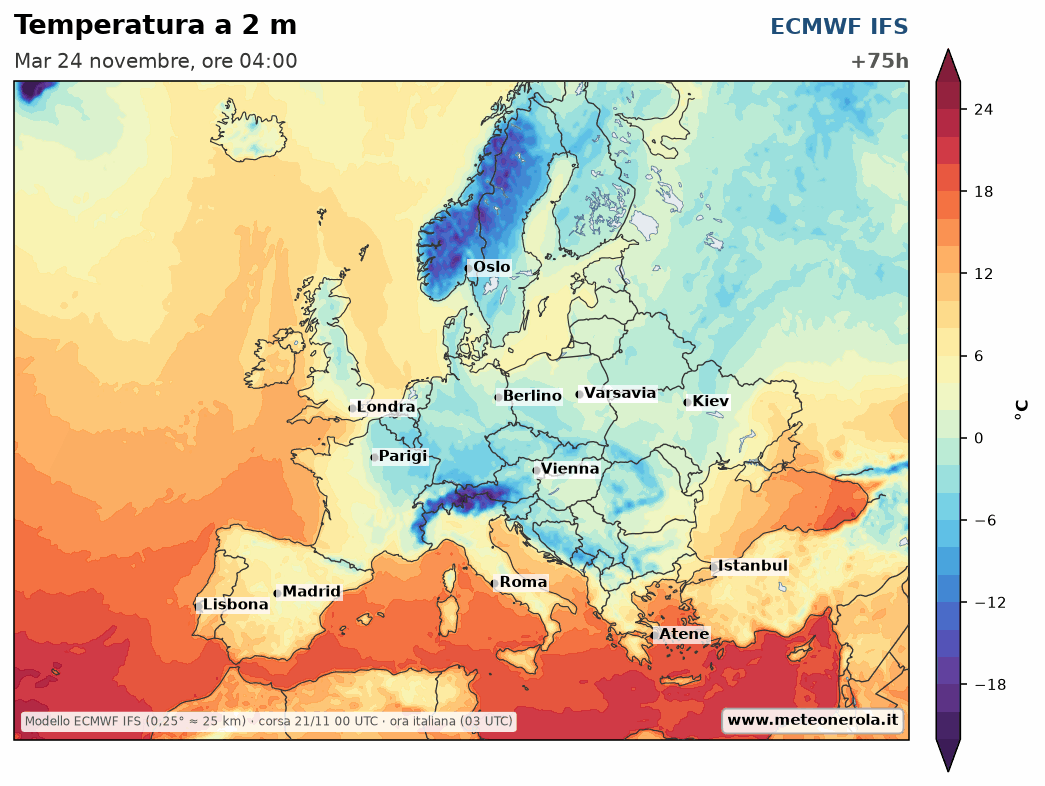 Temperatura a 2 m
ECMWF IFS
Mar 24 novembre, ore 04:00
+75h
24
18
12
6
0
−6
−12
−18
°C
Oslo
Berlino
Varsavia
Kiev
Londra
Parigi
Vienna
Istanbul
Roma
Madrid
Lisbona
Atene
Modello ECMWF IFS (0,25° ≈ 25 km) · corsa 21/11 00 UTC · ora italiana (03 UTC)
www.meteonerola.it